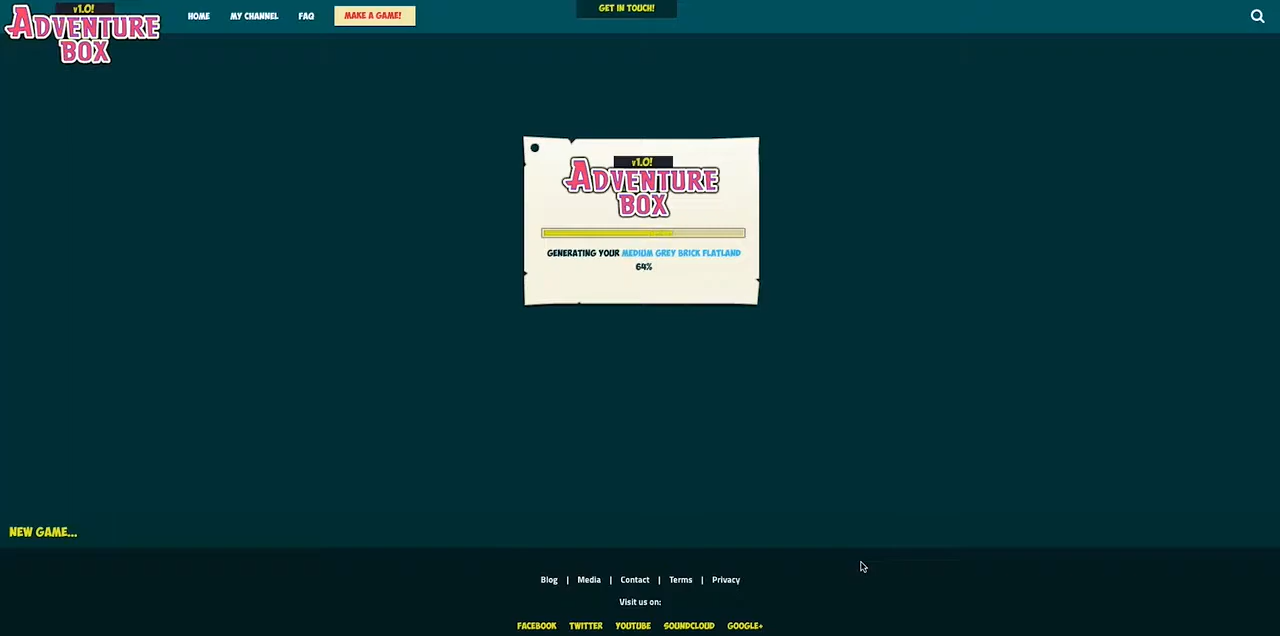 v1.0!
ADVENTURE
BOX
HOME MY CHANNEL FAQ MAKE A GAME!
GET IN TOUCH!
v1.0!
ADVENTURE
BOX
GENERATING YOUR MEDIUM GREY BRICK FLATLAND
64%
NEW GAME...
Blog | Media | Contact | Terms | Privacy
Visit us on:
FACEBOOK TWITTER YOUTUBE SOUNDCLOUD GOOGLE+